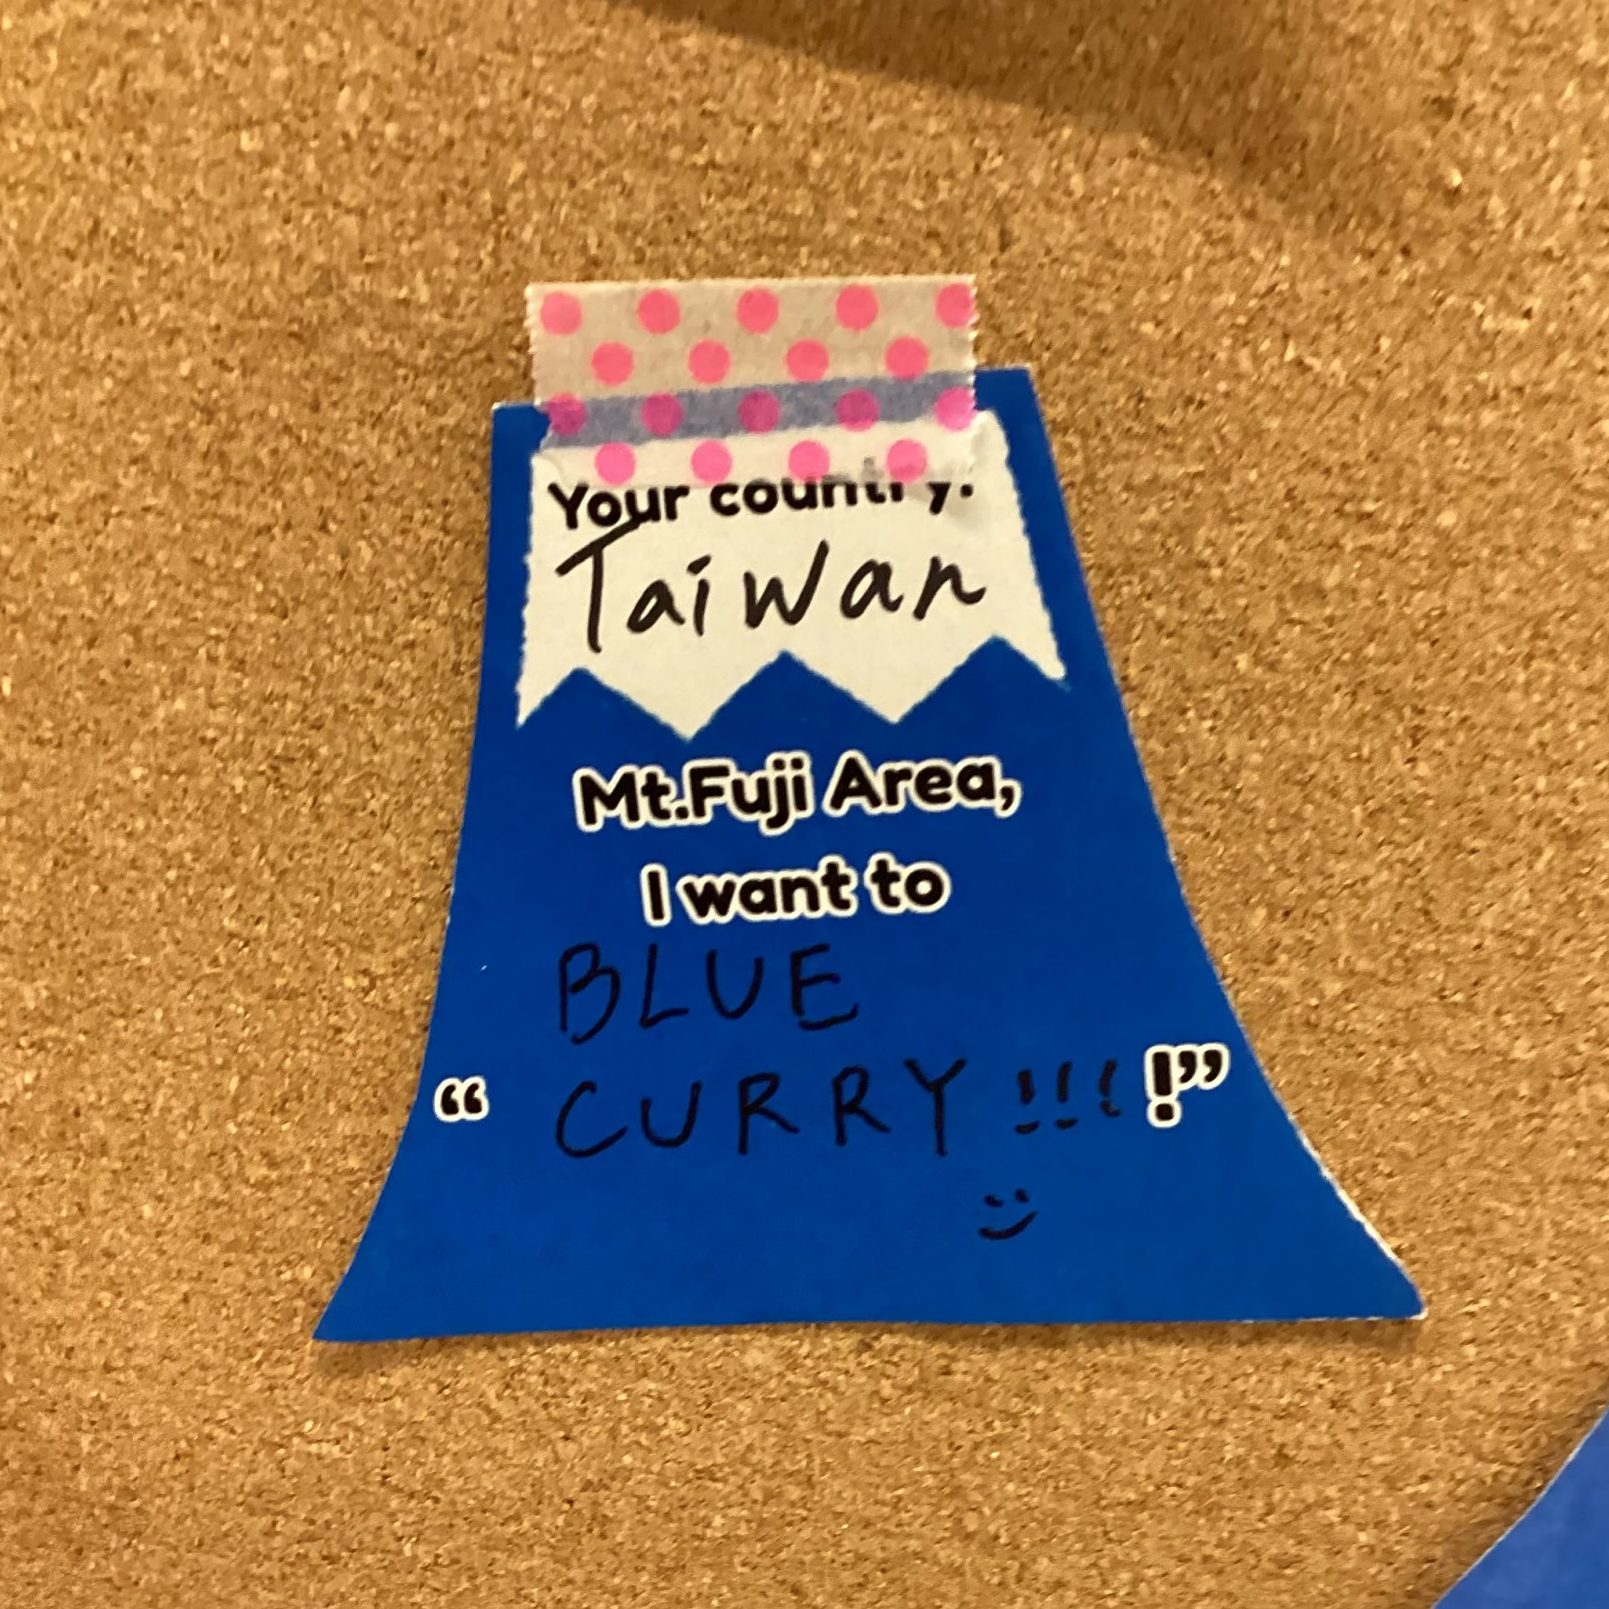 Your country:
Taiwan
Mt.Fuji Area,
I want to
BLUE
“ CURRY !!! !”